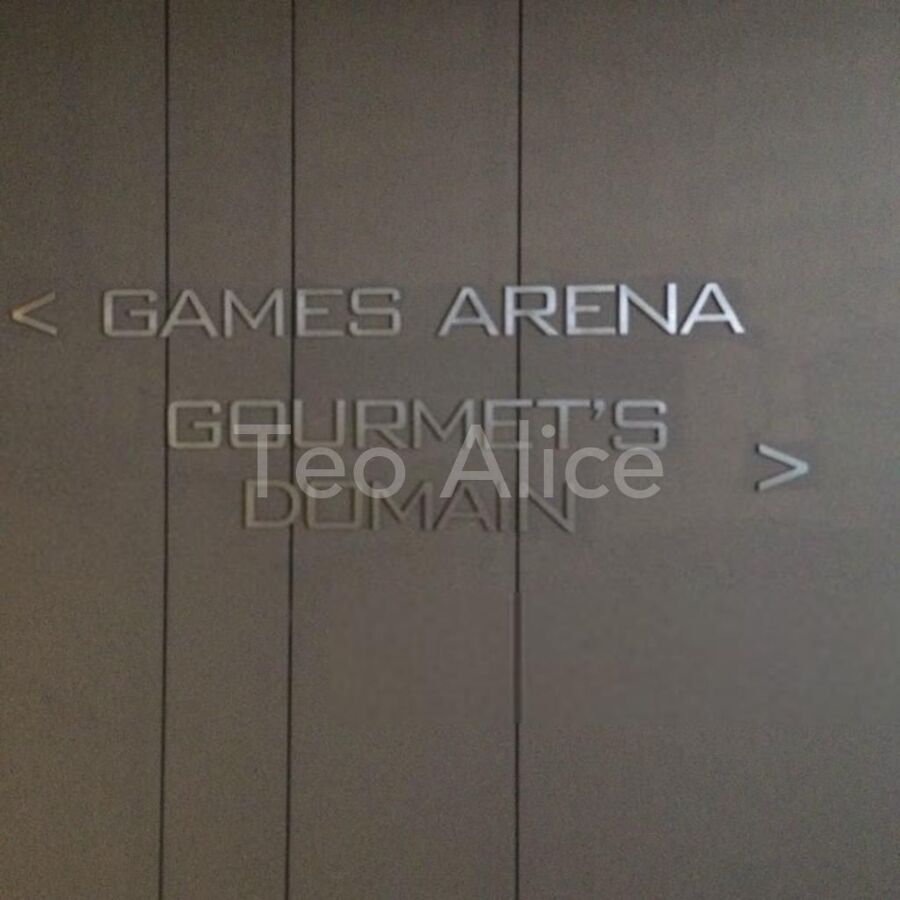 < GAMES ARENA
GOURMET'S
DOMAIN >
Teo Alice